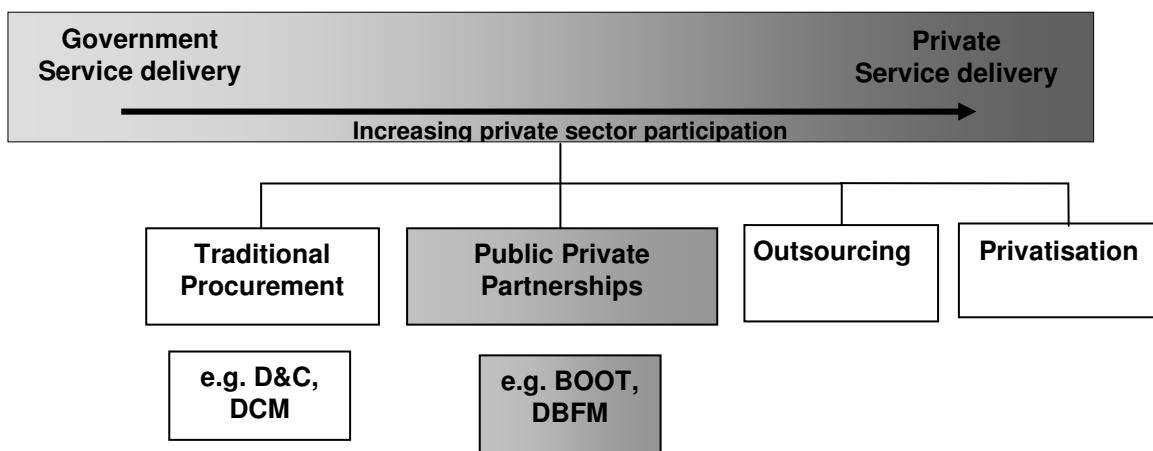 Government
Service delivery
Private
Service delivery
Increasing private sector participation
Traditional
Procurement
Public Private
Partnerships
Outsourcing
Privatisation
e.g. D&C,
DCM
e.g. BOOT,
DBFM